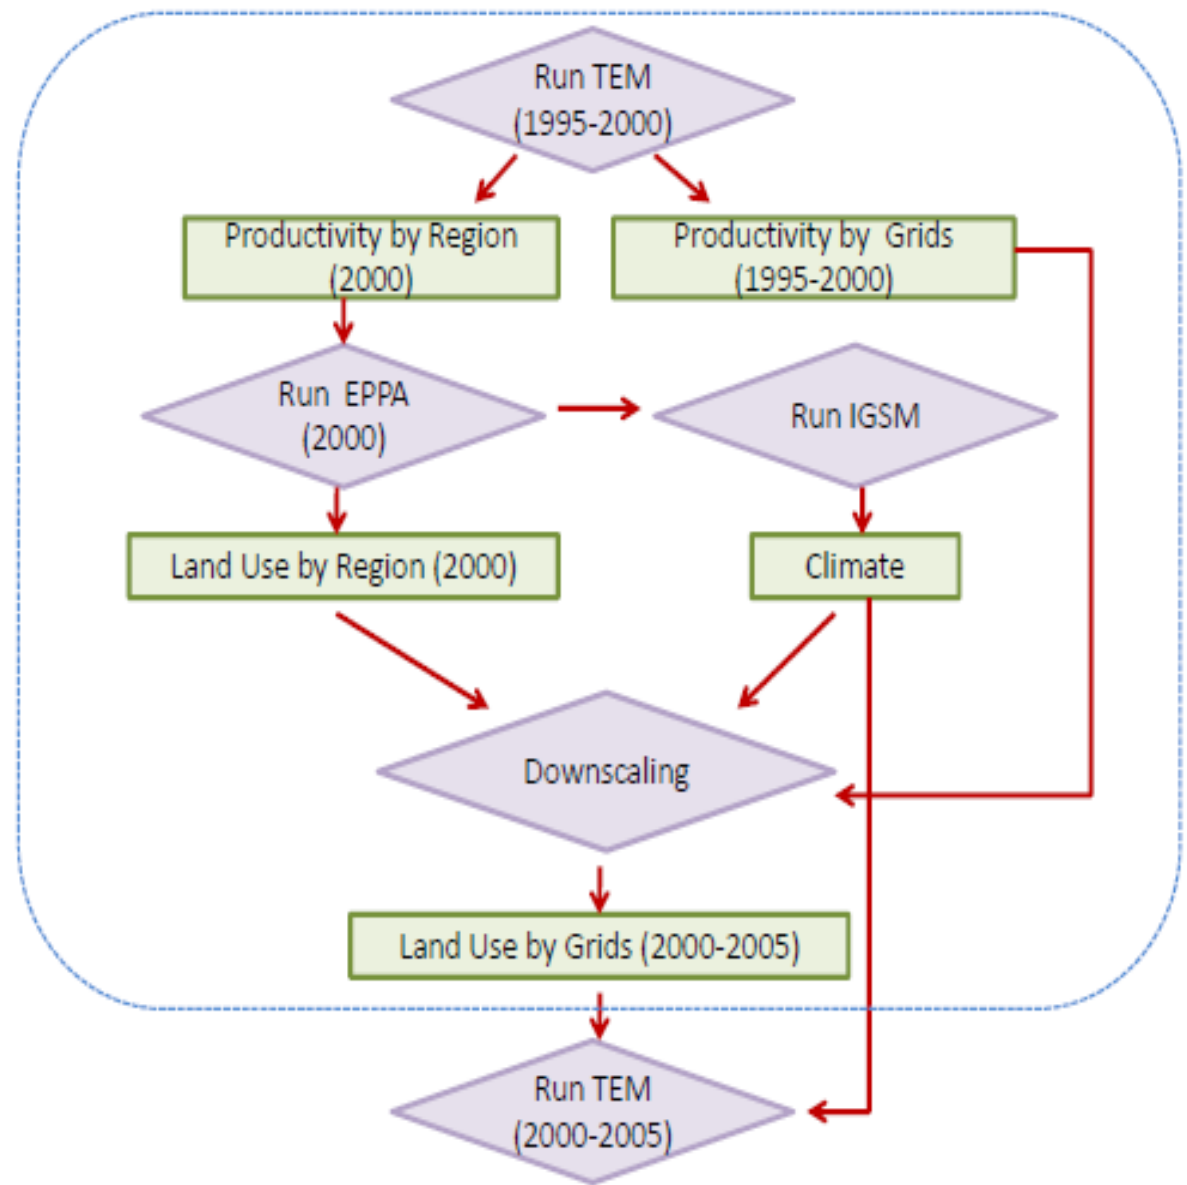 Run TEM
(1995-2000)
Productivity by Region
(2000)
Productivity by Grids
(1995-2000)
Run EPPA
(2000)
Run IGSM
Land Use by Region (2000)
Climate
Downscaling
Land Use by Grids (2000-2005)
Run TEM
(2000-2005)